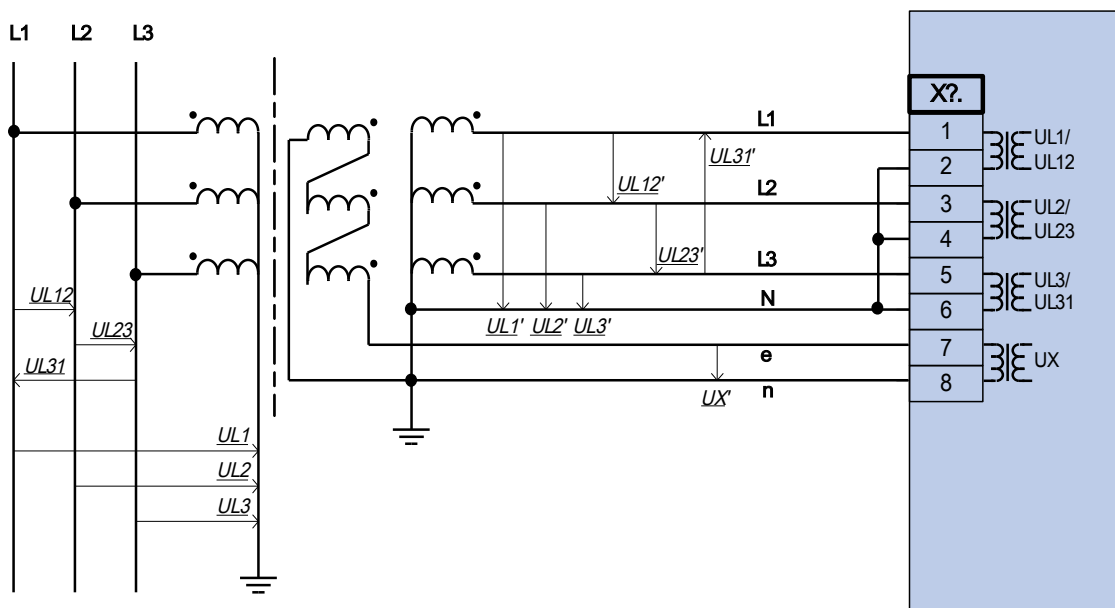 L1 L2 L3
X?.
L1
1
UL1/
UL12
UL31'
2
UL12'
L2
3
UL2/
UL23
4
UL23'
L3
5
UL3/
UL31
N
6
UL12
UL1' UL2' UL3'
UL23
7
e
UX
UL31
8
n
UX'
UL1
UL2
UL3